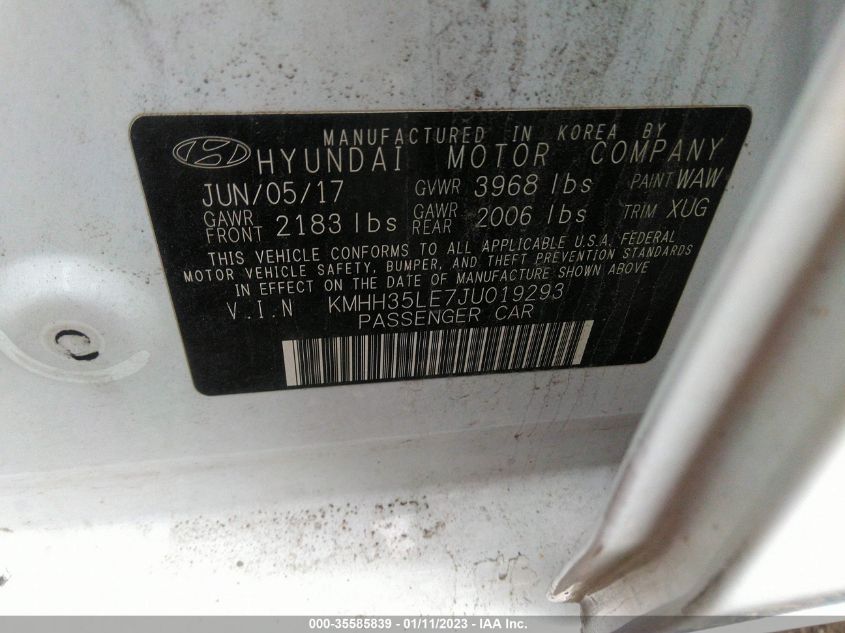 MANUFACTURED IN KOREA BY
HYUNDAI MOTOR COMPANY
JUN/05/17 GVWR 3968 lbs PAINT WAW
GAWR FRONT 2183 lbs GAWR REAR 2006 lbs TRIM XUG
THIS VEHICLE CONFORMS TO ALL APPLICABLE U.S.A. FEDERAL
MOTOR VEHICLE SAFETY, BUMPER, AND THEFT PREVENTION STANDARDS
IN EFFECT ON THE DATE OF MANUFACTURE SHOWN ABOVE
V.I.N KMHH35LE7JU019293
PASSENGER CAR
000-35585839 - 01/11/2023 - IAA Inc.